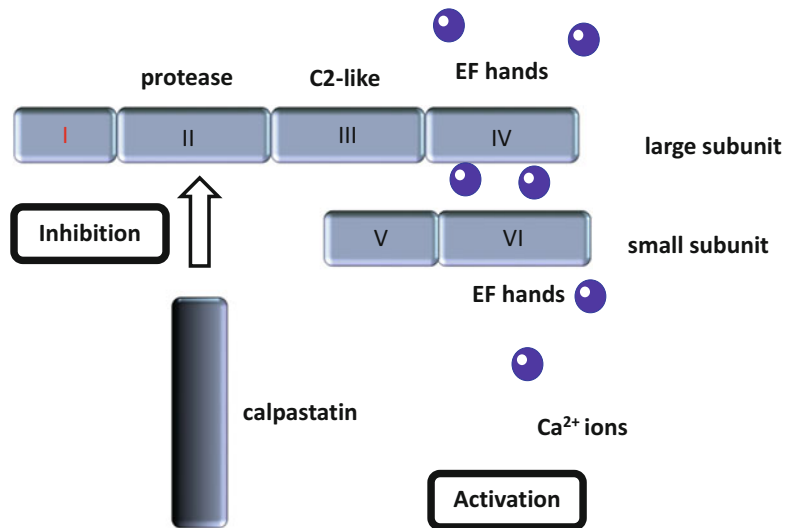 protease
C2-like
EF hands
I
II
III
IV
large subunit
Inhibition
V
VI
small subunit
EF hands
calpastatin
Ca²⁺ ions
Activation